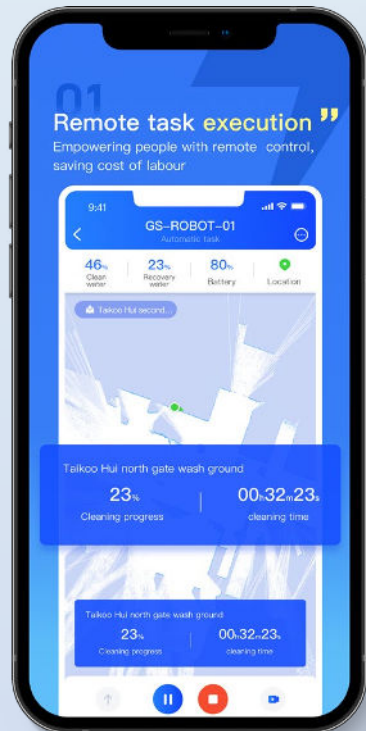 01
Remote task execution ”
Empowering people with remote control,
saving cost of labour
9:41
GS-ROBOT-01
Automatic task
46% 23% 80%
Clean water Recovery water Battery Location
Taikoo Hui second...
Taikoo Hui north gate wash ground
23% 00h32m23s
Cleaning progress cleaning time
Taikoo Hui north gate wash ground
23% 00h32m23s
Cleaning progress cleaning time